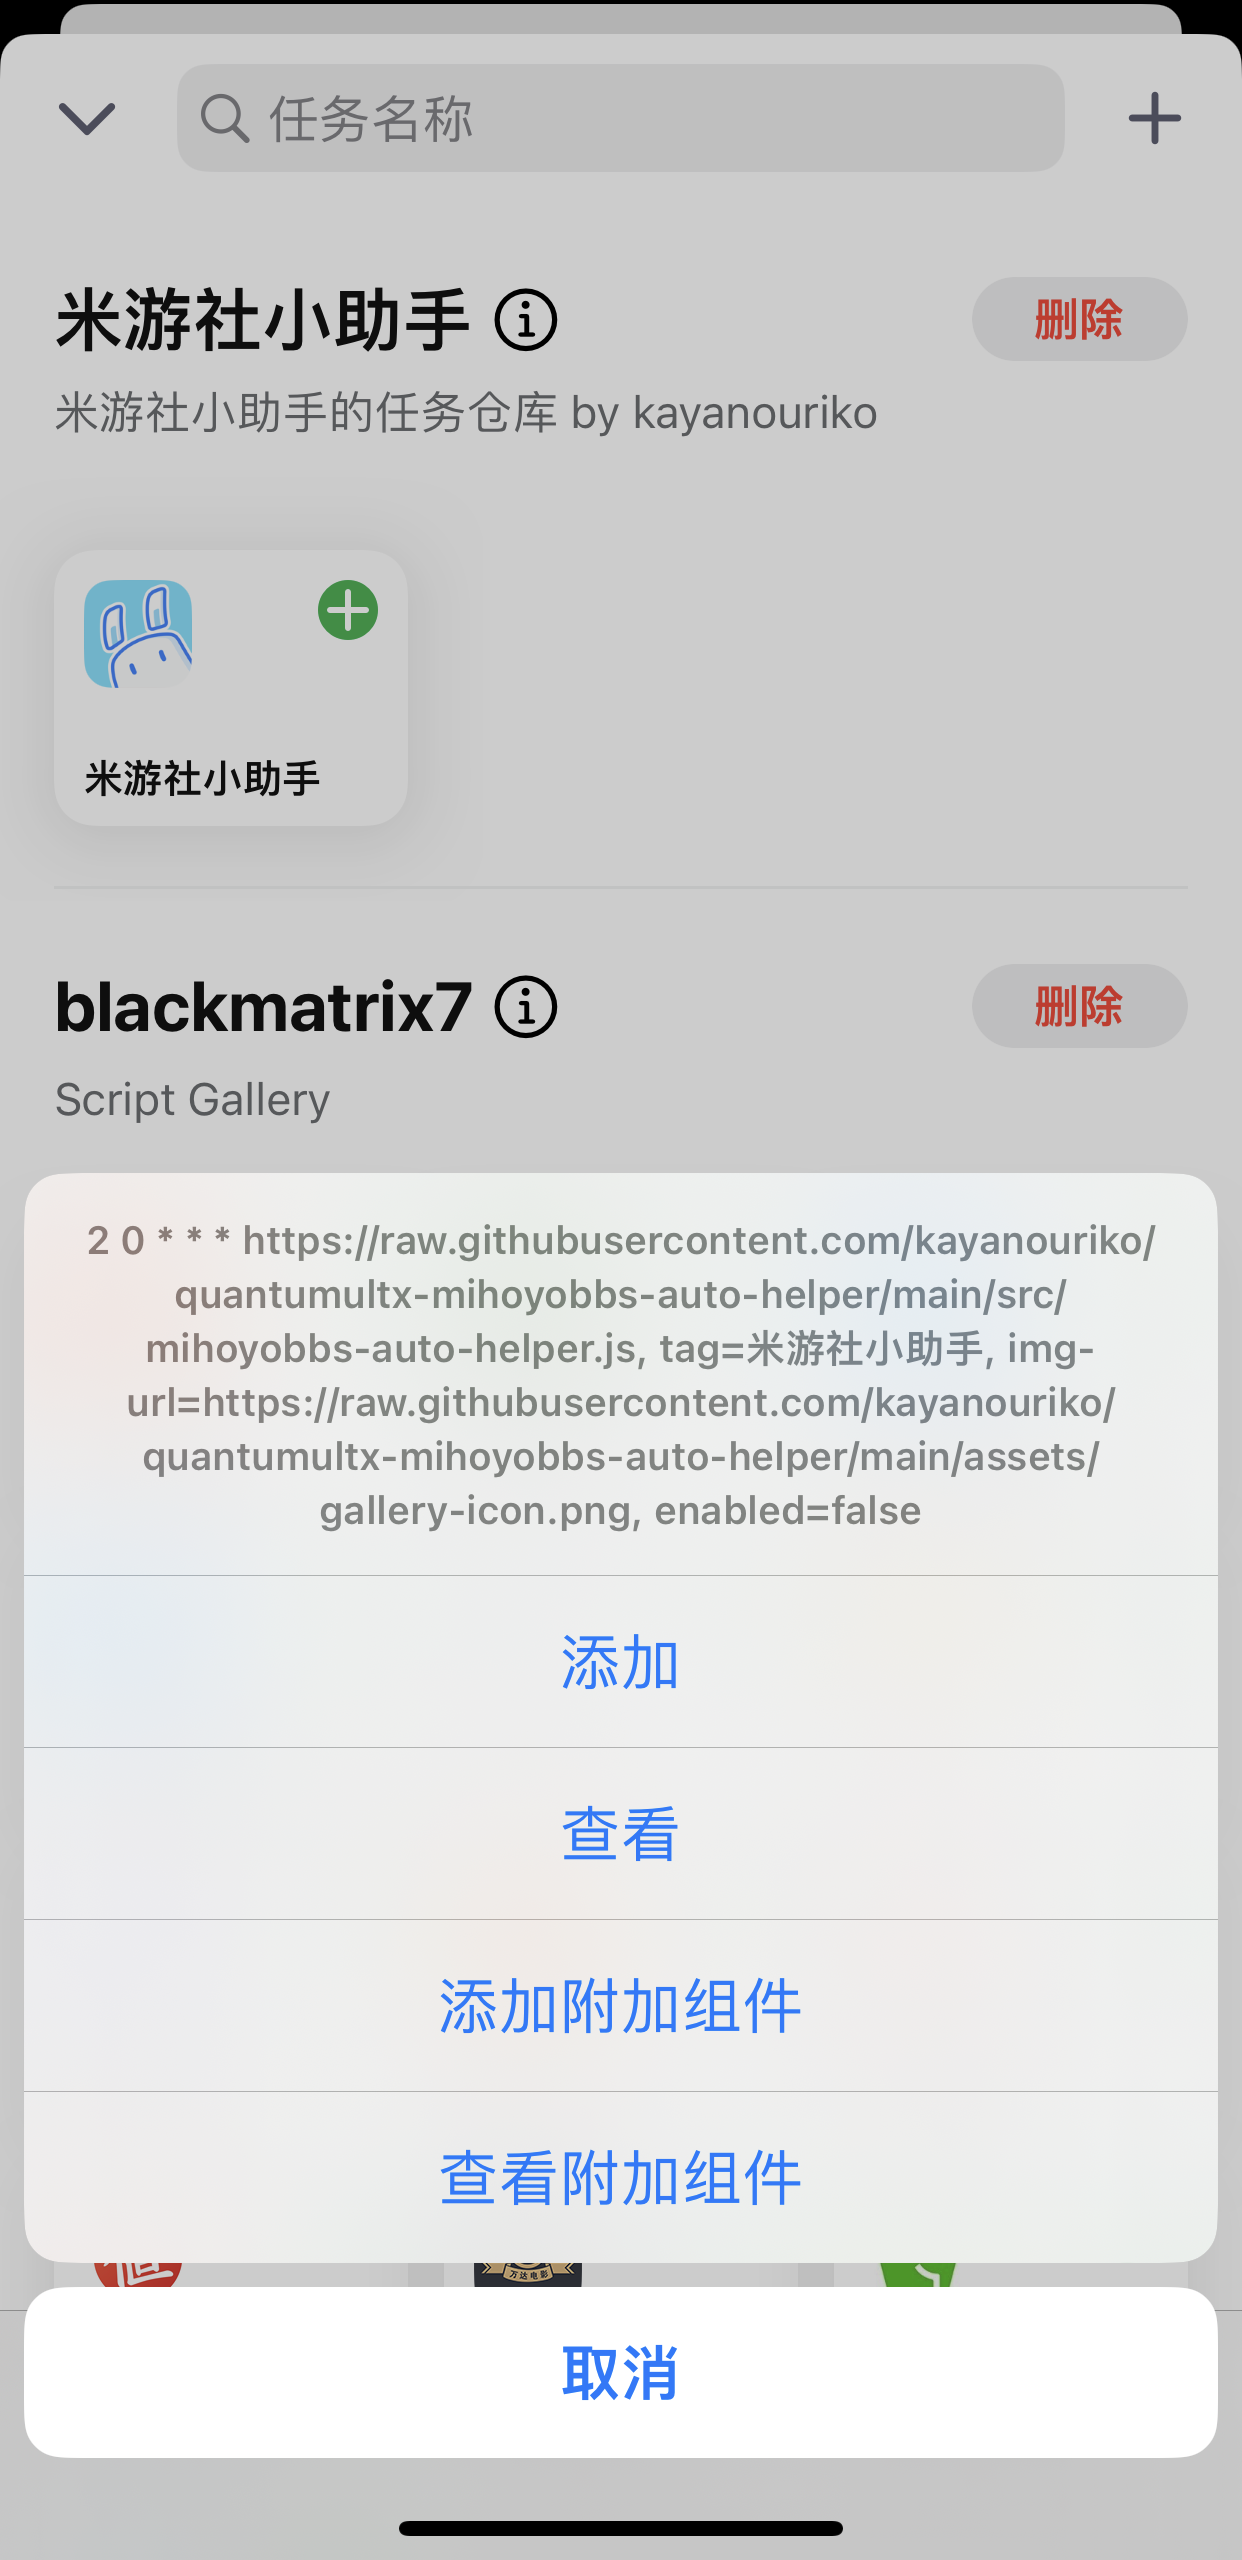 任务名称
米游社小助手
删除
米游社小助手的任务仓库 by kayanouriko
米游社小助手
blackmatrix7
删除
Script Gallery
2 0 * * * https://raw.githubusercontent.com/kayanouriko/
quantumultx-mihoyobbs-auto-helper/main/src/
mihoyobbs-auto-helper.js, tag=米游社小助手, img-
url=https://raw.githubusercontent.com/kayanouriko/
quantumultx-mihoyobbs-auto-helper/main/assets/
gallery-icon.png, enabled=false
添加
查看
添加附加组件
查看附加组件
万达电影
取消